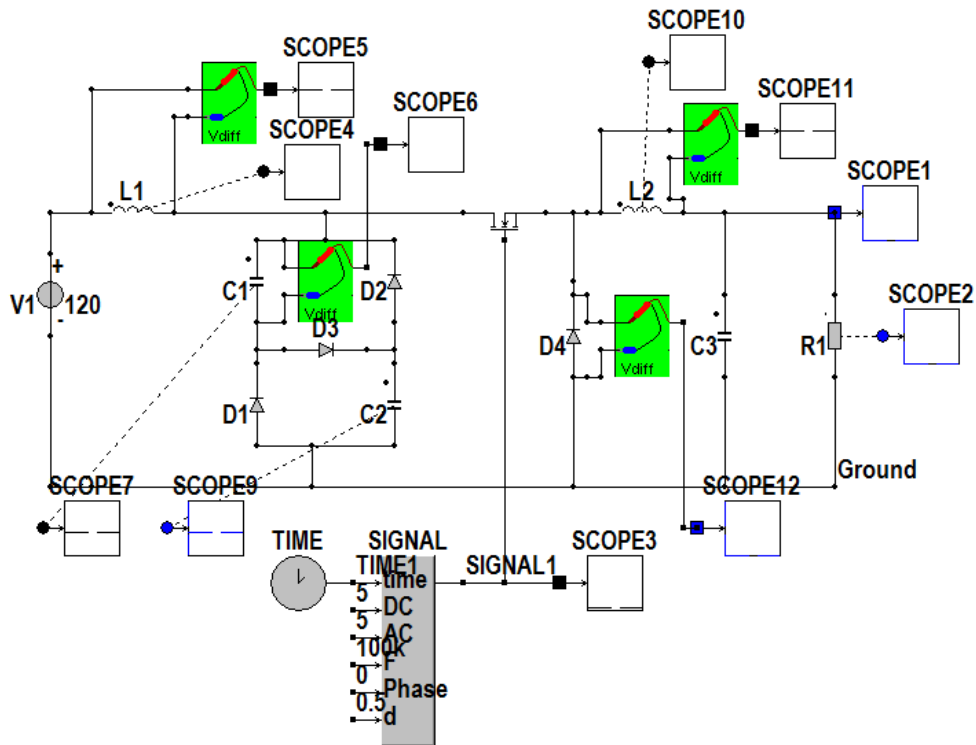 SCOPE10
SCOPE5
SCOPE6
SCOPE11
Vdiff
SCOPE4
Vdiff
L1
L2
SCOPE1
+
V1
120
-
C1
Vdiff
D2
D3
D1
C2
D4
Vdiff
C3
R1
SCOPE2
Ground
SCOPE7
SCOPE9
SCOPE12
TIME
SIGNAL
SIGNAL1
SCOPE3
TIME1
time
5
DC
5
AC
100k
F
0
Phase
0.5
d